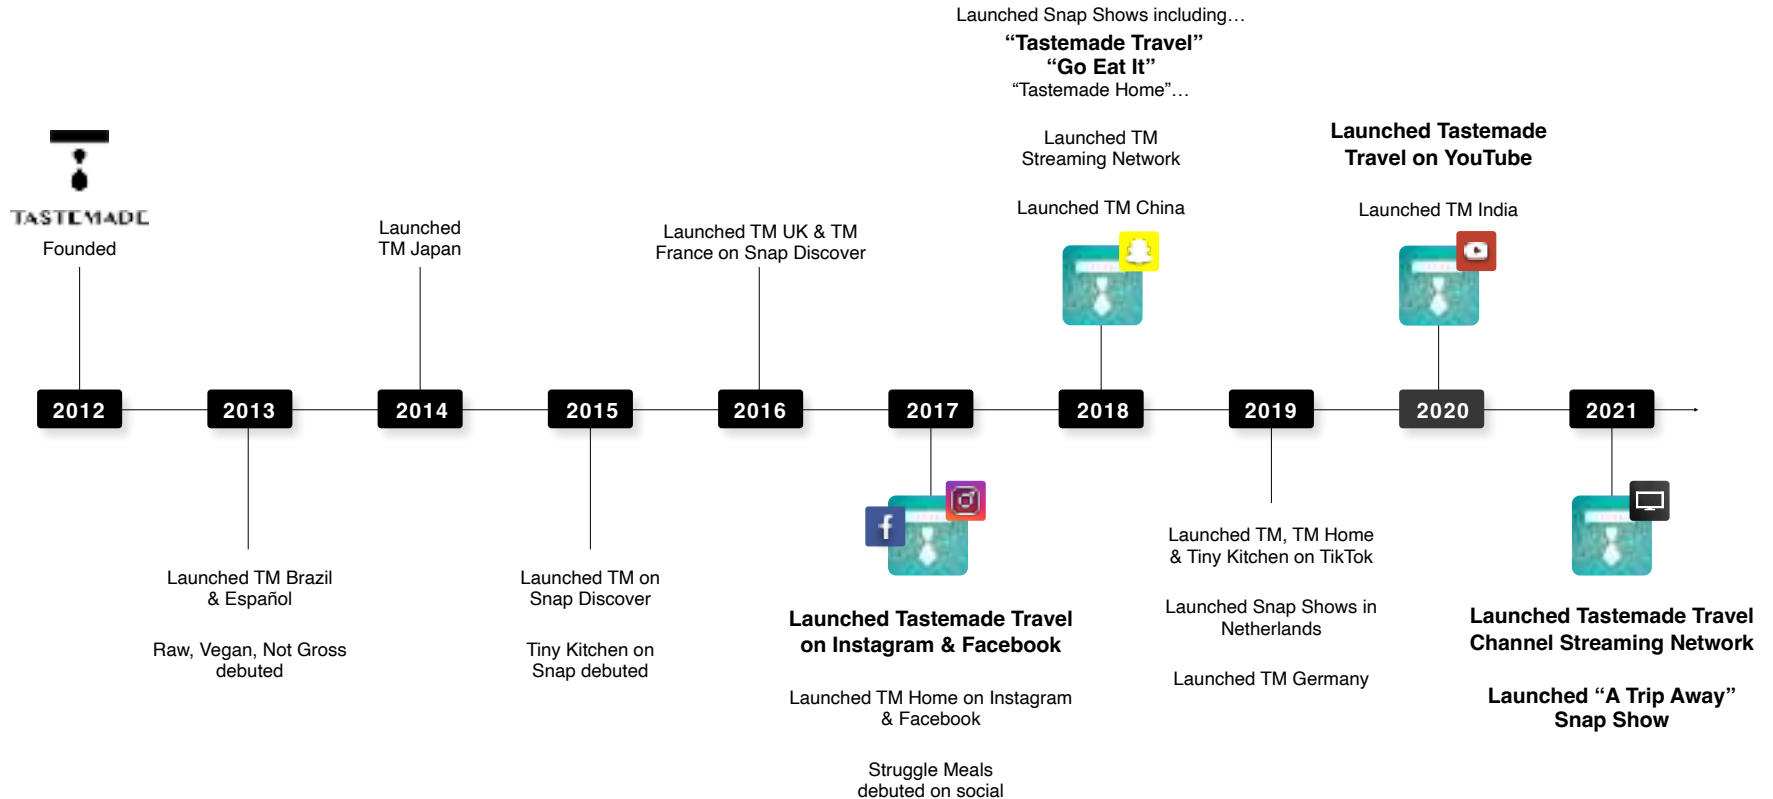 Launched Snap Shows including…
“Tastemade Travel”
“Go Eat It”
“Tastemade Home”…
Launched TM
Streaming Network
Launched TM China
Launched Tastemade
Travel on YouTube
Launched TM India
TASTEMADE
Founded
Launched
TM Japan
Launched TM UK & TM
France on Snap Discover
2012
2013
2014
2015
2016
2017
2018
2019
2020
2021
Launched TM Brazil
& Español
Raw, Vegan, Not Gross
debuted
Launched TM on
Snap Discover
Tiny Kitchen on
Snap debuted
f
Launched Tastemade Travel
on Instagram & Facebook
Launched TM Home on Instagram
& Facebook
Struggle Meals
debuted on social
Launched TM, TM Home
& Tiny Kitchen on TikTok
Launched Snap Shows in
Netherlands
Launched TM Germany
Launched Tastemade Travel
Channel Streaming Network
Launched “A Trip Away”
Snap Show